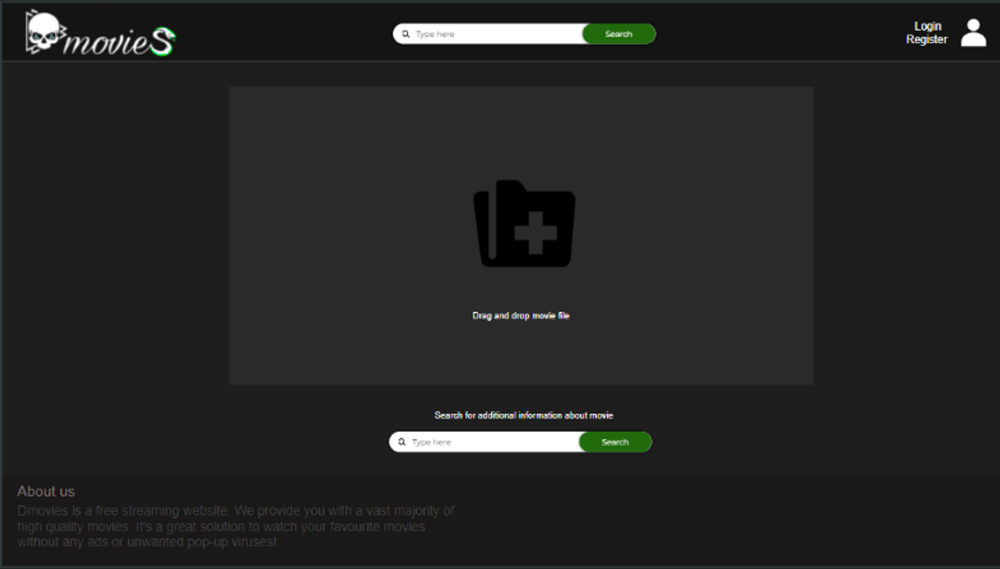 movieS
Type here
Search
Login
Register
Drag and drop movie file
Search for additional information about movie
Type here
Search
About us
Dmovies is a free streaming website. We provide you with a vast majority of
high quality movies. It's a great solution to watch your favourite movies
without any ads or unwanted pop-up viruses!